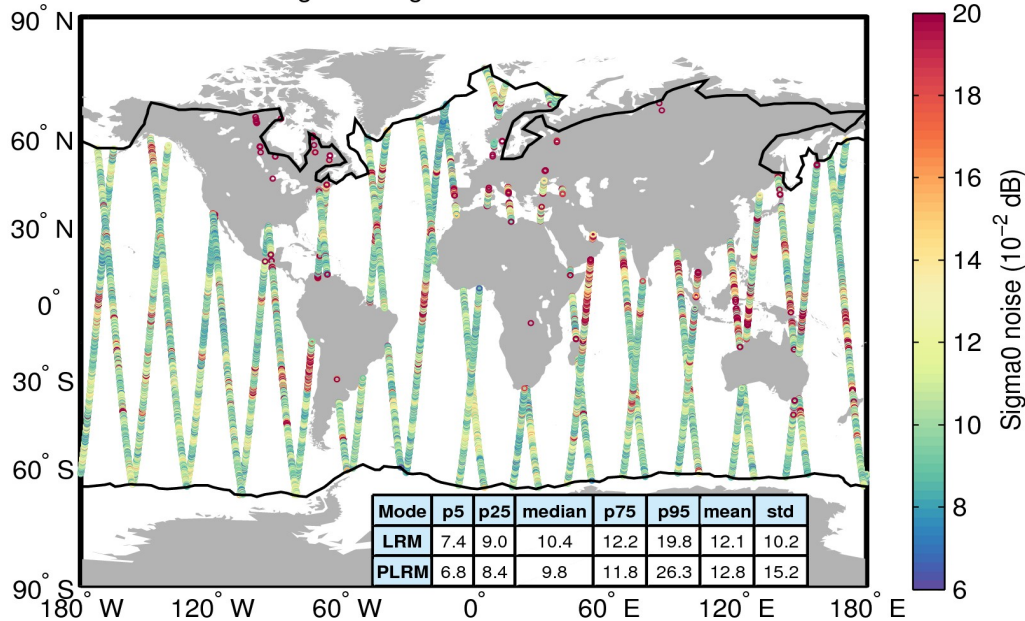 90° N
60° N
30° N
0°
30° S
60° S
90° S
180° W
120° W
60° W
0°
60° E
120° E
180° E
Mode p5 p25 median p75 p95 mean std
LRM 7.4 9.0 10.4 12.2 19.8 12.1 10.2
PLRM 6.8 8.4 9.8 11.8 26.3 12.8 15.2
20
18
16
14
12
10
8
6
Sigma0 noise (10⁻² dB)